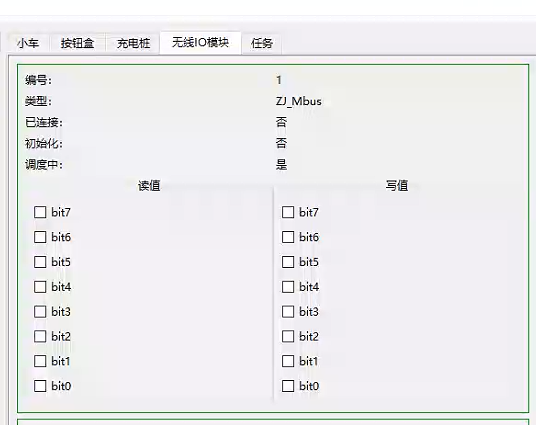 小车 按钮盒 充电桩 无线IO模块 任务
编号： 1
类型： ZJ_Mbus
已连接： 否
初始化： 否
调度中： 是
读值 写值
bit7 bit7
bit6 bit6
bit5 bit5
bit4 bit4
bit3 bit3
bit2 bit2
bit1 bit1
bit0 bit0